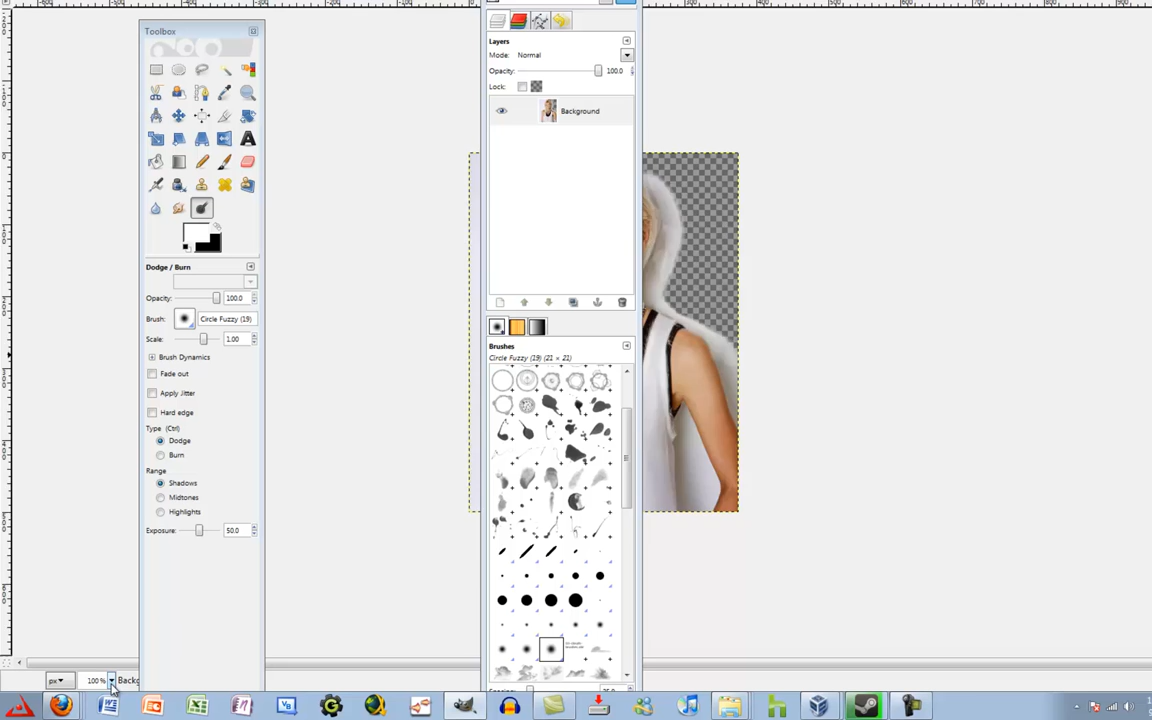 Toolbox
Dodge / Burn
Opacity: 100.0
Brush: Circle Fuzzy (19)
Scale: 1.00
Brush Dynamics
Fade out
Apply Jitter
Hard edge
Type (Ctrl)
Dodge
Burn
Range
Shadows
Midtones
Highlights
Exposure: 50.0
Layers
Mode: Normal
Opacity: 100.0
Lock:
Background
Brushes
Circle Fuzzy (19) (21 × 21)
px
100 %
Backg